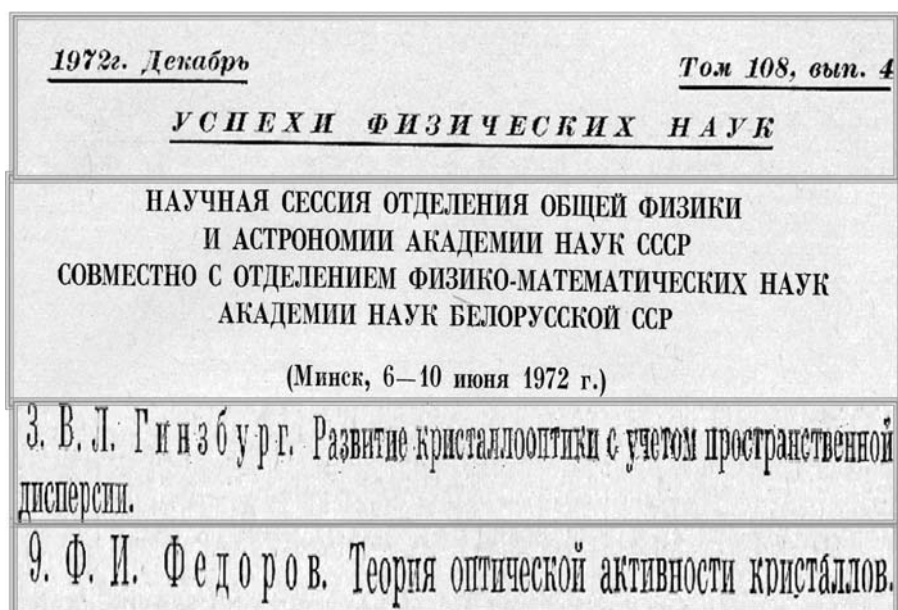 1972г. Декабрь
Том 108, вып. 4
УСПЕХИ ФИЗИЧЕСКИХ НАУК
НАУЧНАЯ СЕССИЯ ОТДЕЛЕНИЯ ОБЩЕЙ ФИЗИКИ
И АСТРОНОМИИ АКАДЕМИИ НАУК СССР
СОВМЕСТНО С ОТДЕЛЕНИЕМ ФИЗИКО-МАТЕМАТИЧЕСКИХ НАУК
АКАДЕМИИ НАУК БЕЛОРУССКОЙ ССР
(Минск, 6—10 июня 1972 г.)
3. В. Л. Гинзбург. Развитие кристаллооптики с учетом пространственной
дисперсии.
9. Ф. И. Федоров. Теория оптической активности кристаллов.